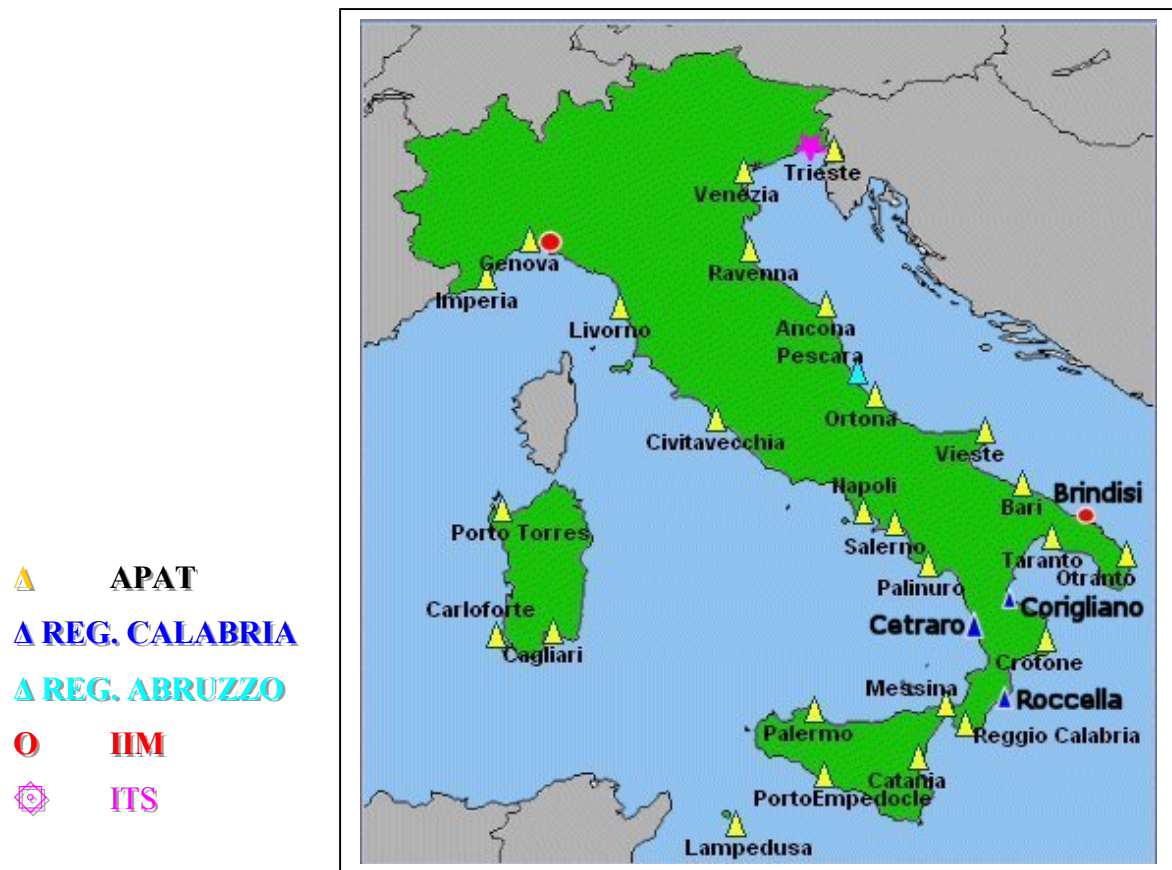 Δ APAT
Δ REG. CALABRIA
Δ REG. ABRUZZO
O IIM
ITS
Trieste
Venezia
Genova
Ravenna
Imperia
Livorno
Ancona
Pescara
Ortona
Civitavecchia
Vieste
Napoli
Brindisi
Bari
Porto Torres
Salerno
Taranto
Otranto
Palinuro
Carloforte
Corigliano
Cetraro
Cagliari
Crotone
Messina
Roccella
Palermo
Reggio Calabria
Catania
PortoEmpedocle
Lampedusa